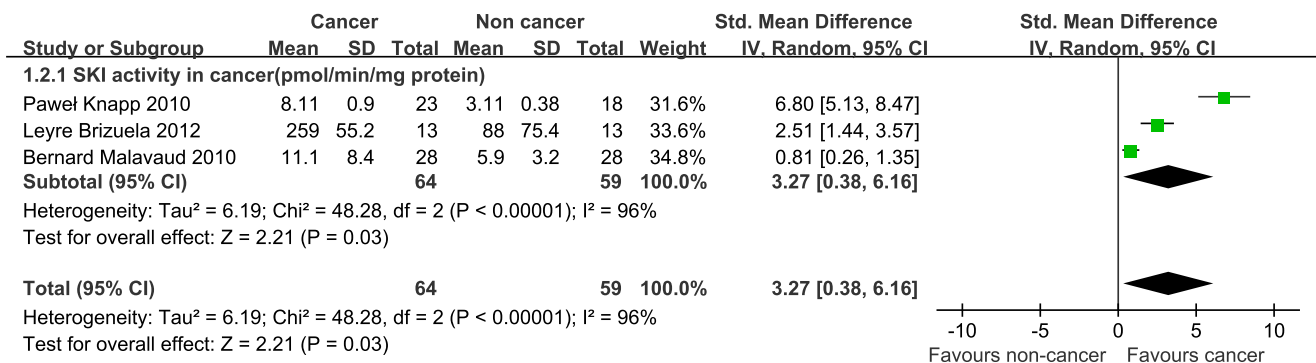 Cancer Non cancer Std. Mean Difference Std. Mean Difference
Study or Subgroup Mean SD Total Mean SD Total Weight IV, Random, 95% CI IV, Random, 95% CI
1.2.1 SKI activity in cancer(pmol/min/mg protein)
Paweł Knapp 2010 8.11 0.9 23 3.11 0.38 18 31.6% 6.80 [5.13, 8.47]
Leyre Brizuela 2012 259 55.2 13 88 75.4 13 33.6% 2.51 [1.44, 3.57]
Bernard Malavaud 2010 11.1 8.4 28 5.9 3.2 28 34.8% 0.81 [0.26, 1.35]
Subtotal (95% CI) 64 59 100.0% 3.27 [0.38, 6.16]
Heterogeneity: Tau² = 6.19; Chi² = 48.28, df = 2 (P < 0.00001); I² = 96%
Test for overall effect: Z = 2.21 (P = 0.03)
Total (95% CI) 64 59 100.0% 3.27 [0.38, 6.16]
Heterogeneity: Tau² = 6.19; Chi² = 48.28, df = 2 (P < 0.00001); I² = 96%
Test for overall effect: Z = 2.21 (P = 0.03)
-10 -5 0 5 10
Favours non-cancer Favours cancer